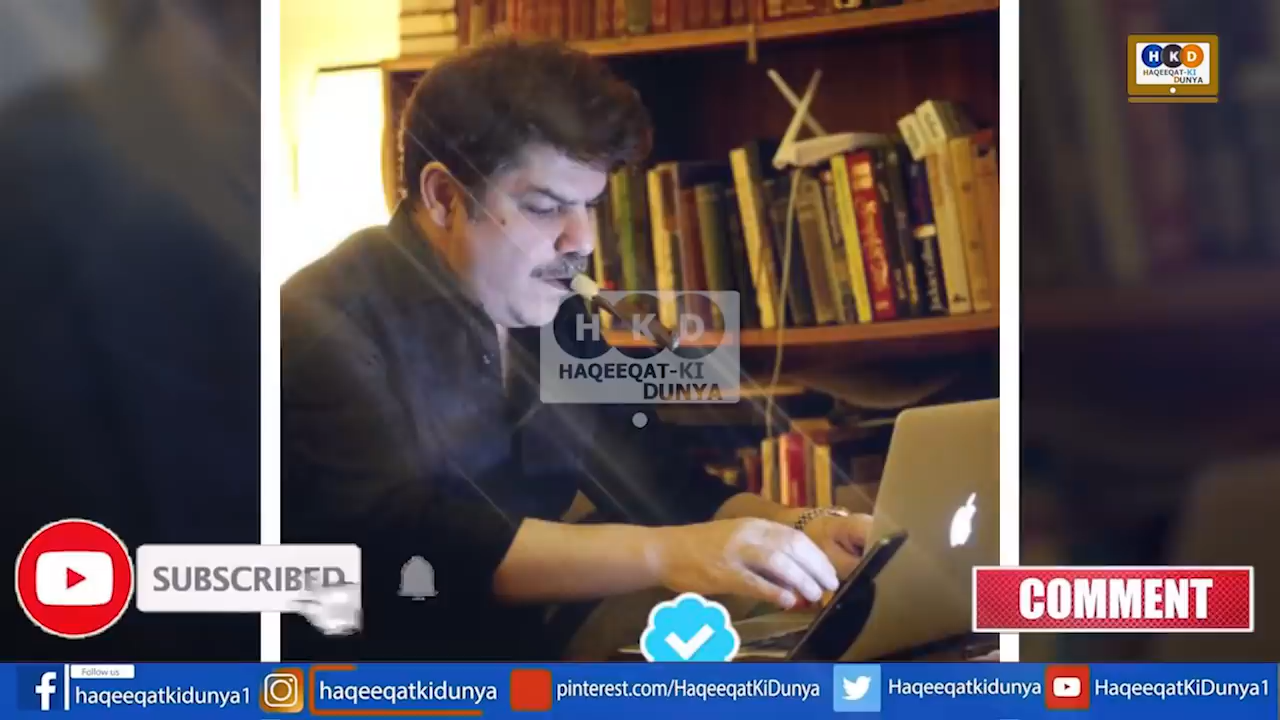 HKD
HAQEEQAT-KI
DUNYA
H K D
HAQEEQAT-KI
DUNYA
SUBSCRIBED
COMMENT
Follow us
haqeeqatkidunya1
haqeeqatkidunya
pinterest.com/HaqeeqatKiDunya
Haqeeqatkidunya
HaqeeqatKiDunya1